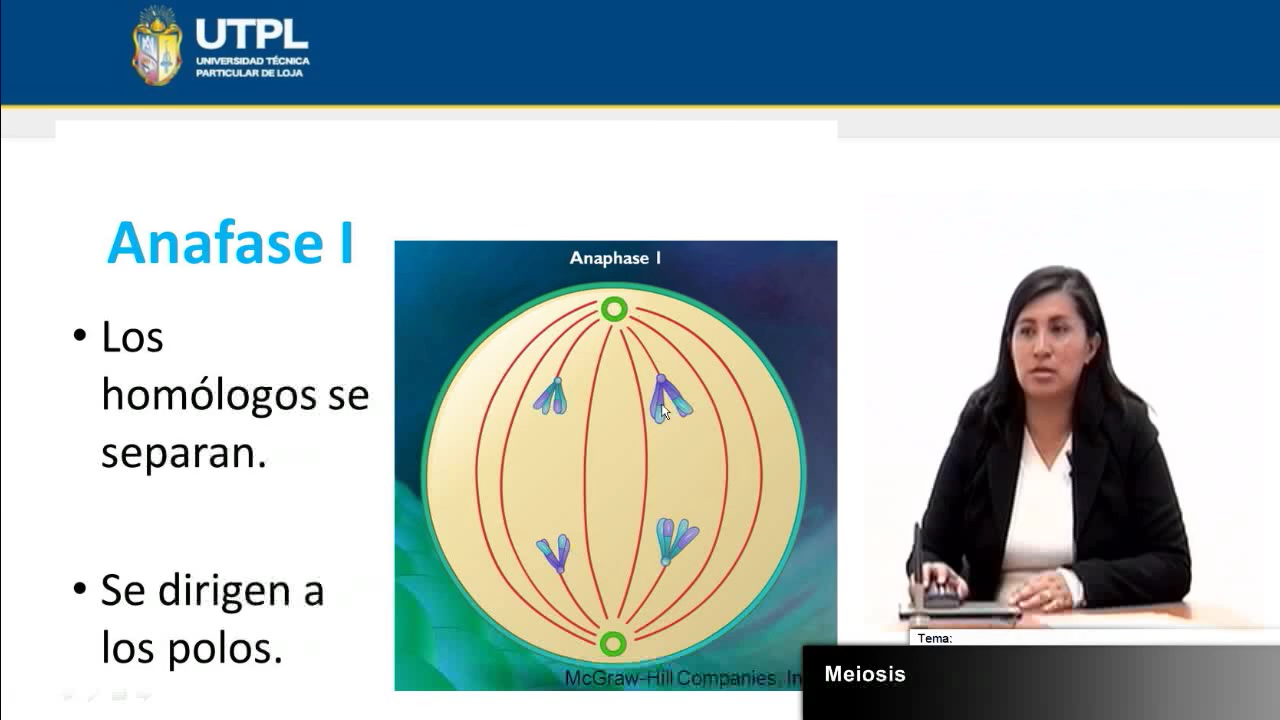 UTPL
UNIVERSIDAD TÉCNICA
PARTICULAR DE LOJA
Anafase I
• Los
homólogos se
separan.
• Se dirigen a
los polos.
Anaphase I
McGraw-Hill Companies, In
Tema:
Meiosis